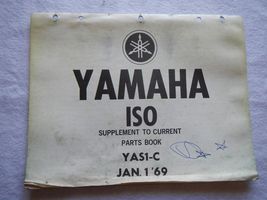 YAMAHA
ISO
SUPPLEMENT TO CURRENT
PARTS BOOK
YAS1-C
JAN. 1 '69